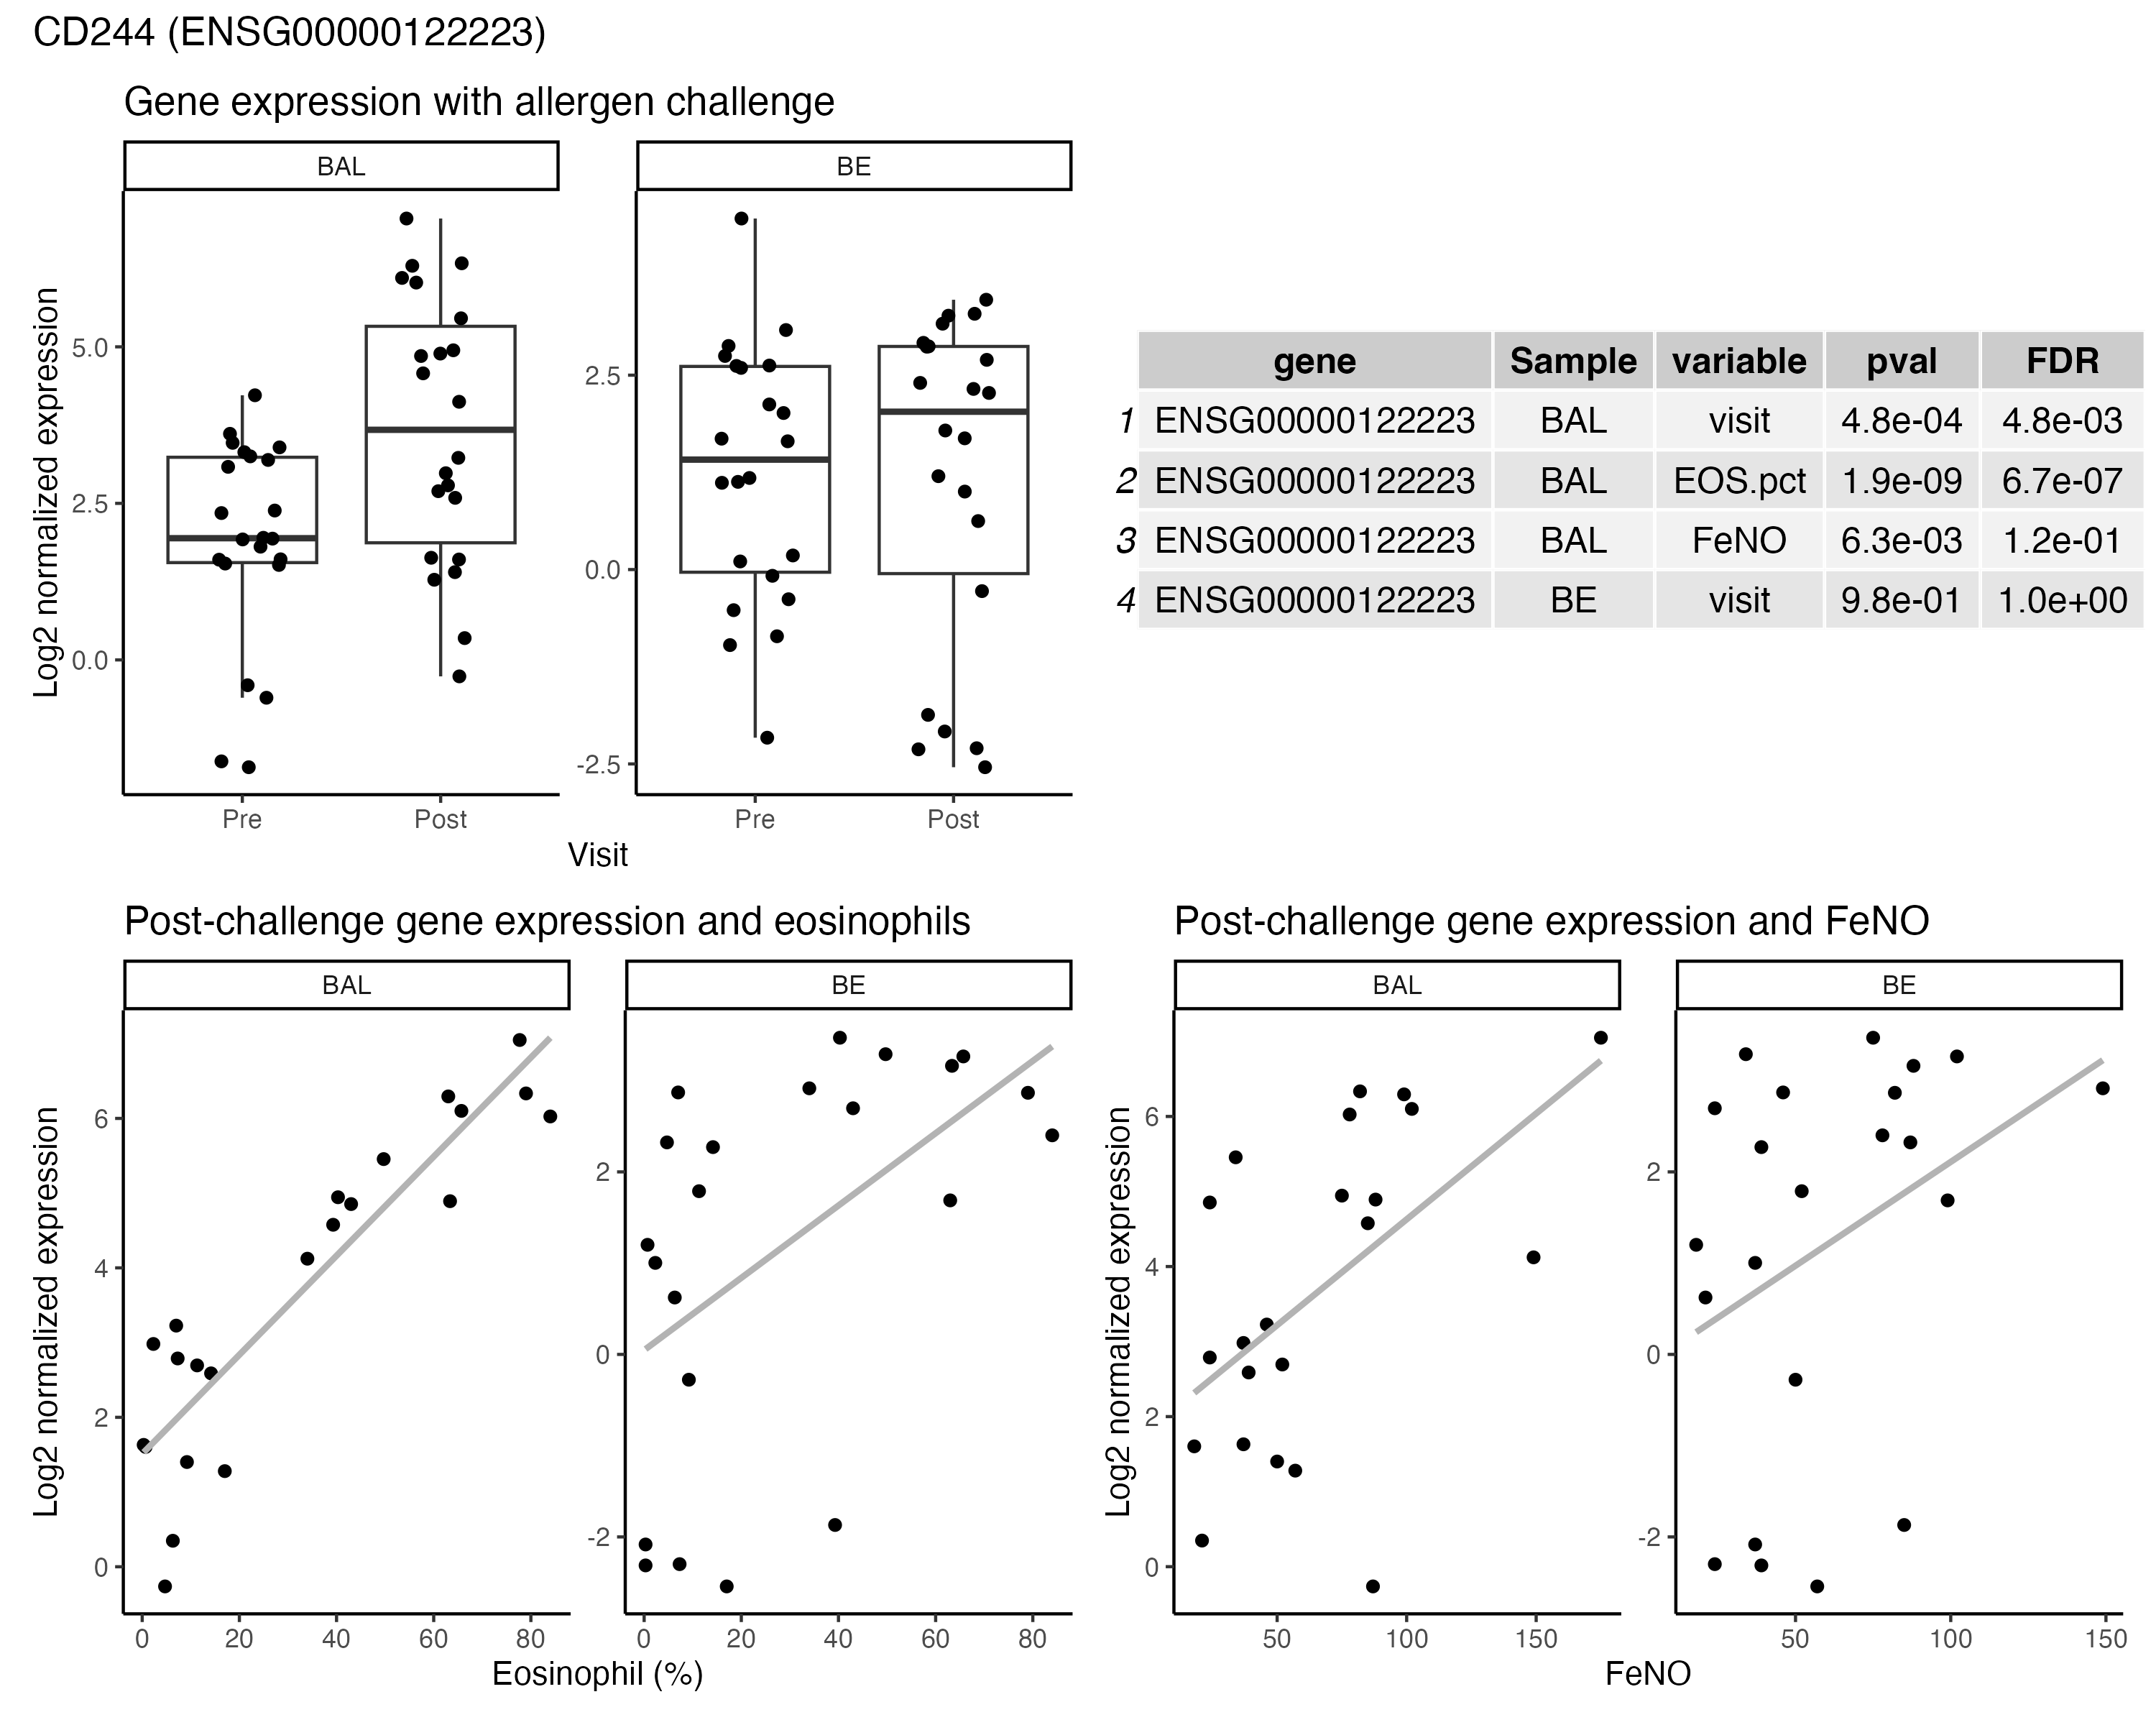 CD244 (ENSG00000122223)
Gene expression with allergen challenge
BAL
BE
Log2 normalized expression
5.0
2.5
0.0
2.5
0.0
-2.5
Pre
Post
Pre
Post
Visit
gene Sample variable pval FDR
1 ENSG00000122223 BAL visit 4.8e-04 4.8e-03
2 ENSG00000122223 BAL EOS.pct 1.9e-09 6.7e-07
3 ENSG00000122223 BAL FeNO 6.3e-03 1.2e-01
4 ENSG00000122223 BE visit 9.8e-01 1.0e+00
Post-challenge gene expression and eosinophils
BAL
BE
Log2 normalized expression
6
4
2
0
2
0
-2
0 20 40 60 80
0 20 40 60 80
Eosinophil (%)
Post-challenge gene expression and FeNO
BAL
BE
Log2 normalized expression
6
4
2
0
2
0
-2
50 100 150
50 100 150
FeNO